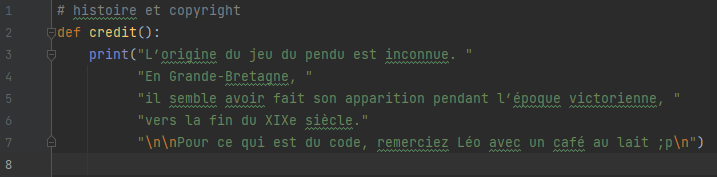 1 # histoire et copyright
2 def credit():
3 print("L’origine du jeu du pendu est inconnue. "
4 "En Grande-Bretagne, "
5 "il semble avoir fait son apparition pendant l’époque victorienne, "
6 "vers la fin du XIXe siècle."
7 "\n\nPour ce qui est du code, remerciez Léo avec un café au lait ;p\n")
8